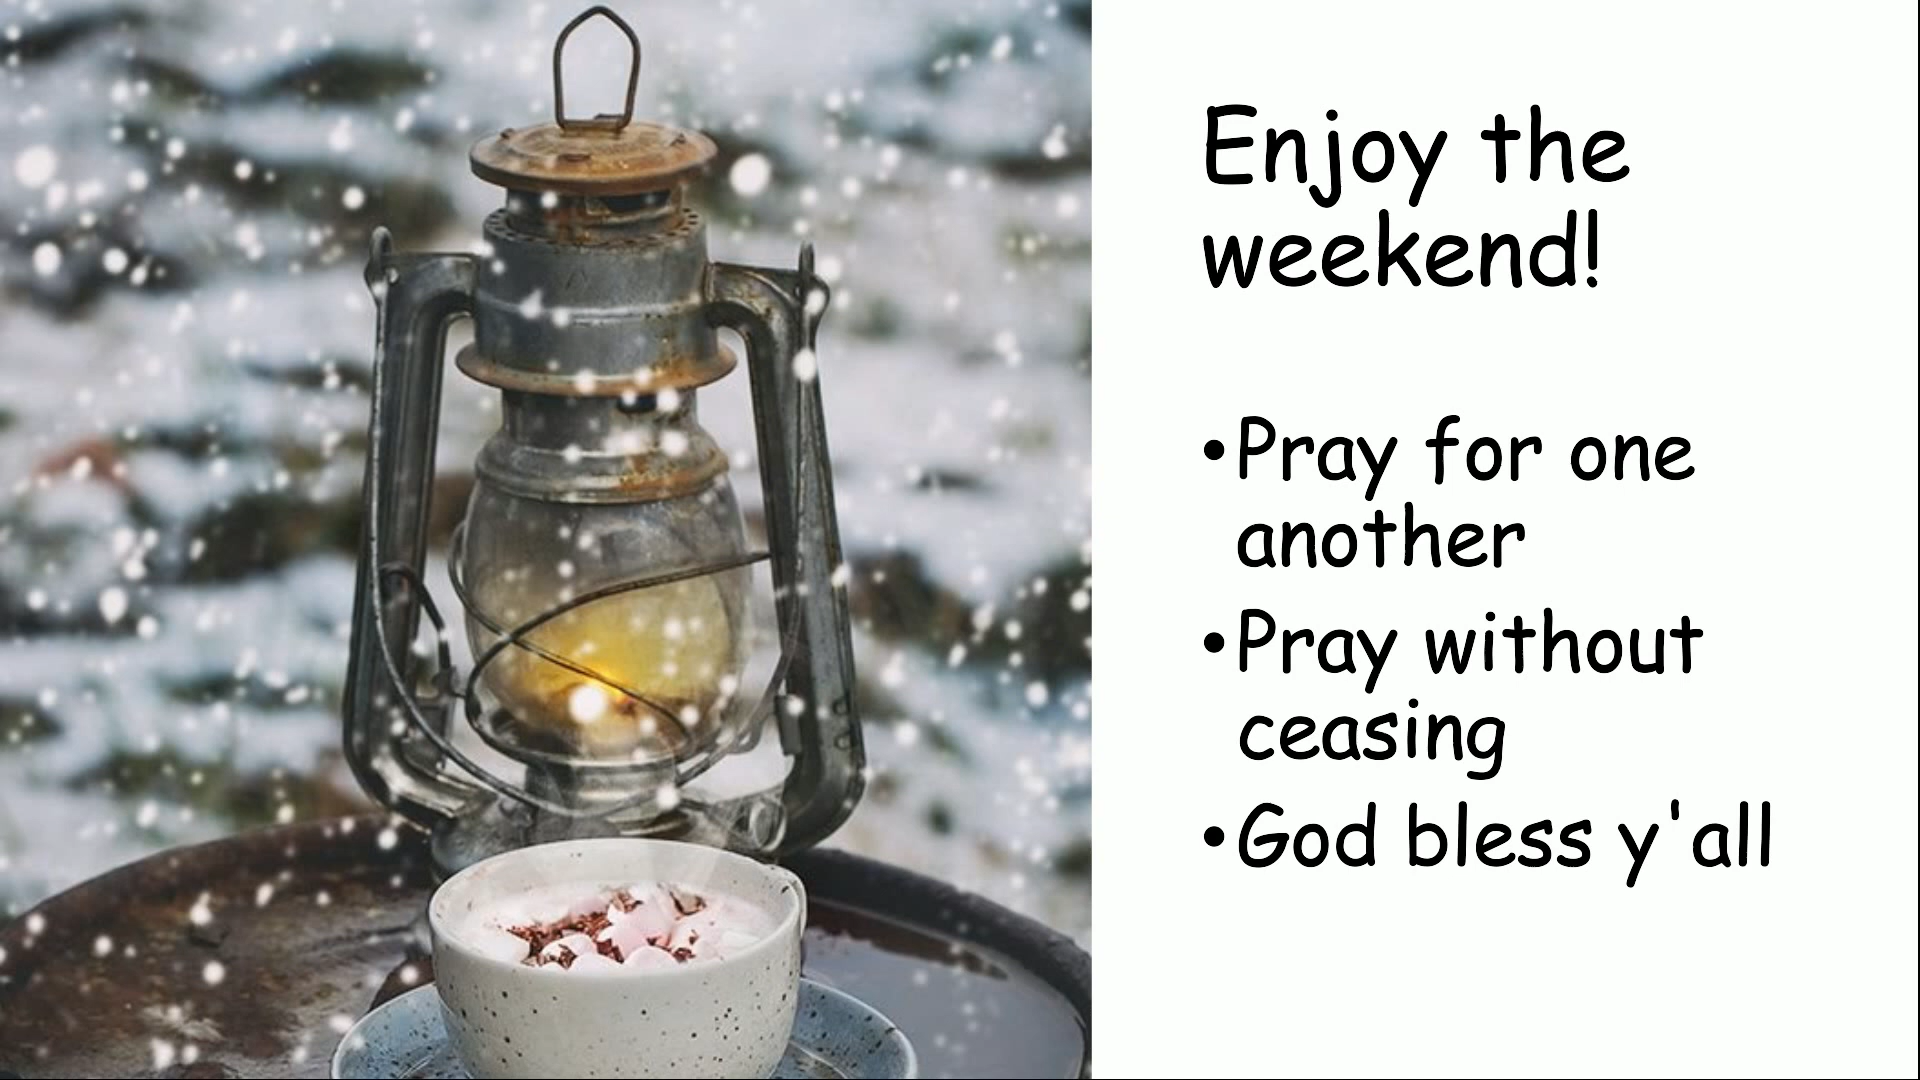 Enjoy the
weekend!
•Pray for one
another
•Pray without
ceasing
•God bless y'all